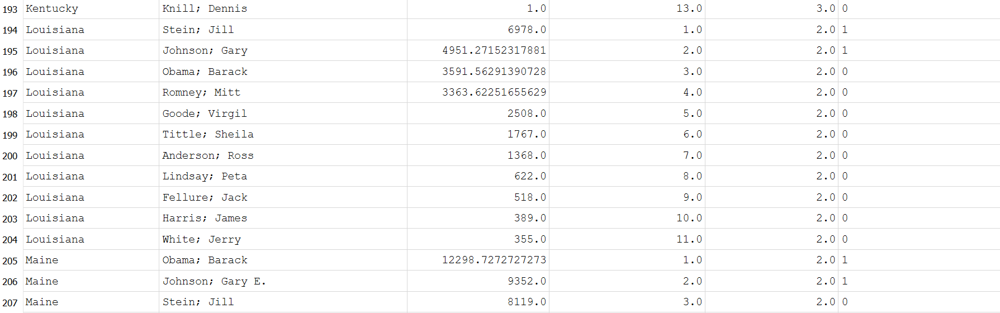 193 Kentucky Knill; Dennis 1.0 13.0 3.0 0
194 Louisiana Stein; Jill 6978.0 1.0 2.0 1
195 Louisiana Johnson; Gary 4951.27152317881 2.0 2.0 1
196 Louisiana Obama; Barack 3591.56291390728 3.0 2.0 0
197 Louisiana Romney; Mitt 3363.62251655629 4.0 2.0 0
198 Louisiana Goode; Virgil 2508.0 5.0 2.0 0
199 Louisiana Tittle; Sheila 1767.0 6.0 2.0 0
200 Louisiana Anderson; Ross 1368.0 7.0 2.0 0
201 Louisiana Lindsay; Peta 622.0 8.0 2.0 0
202 Louisiana Fellure; Jack 518.0 9.0 2.0 0
203 Louisiana Harris; James 389.0 10.0 2.0 0
204 Louisiana White; Jerry 355.0 11.0 2.0 0
205 Maine Obama; Barack 12298.7272727273 1.0 2.0 1
206 Maine Johnson; Gary E. 9352.0 2.0 2.0 1
207 Maine Stein; Jill 8119.0 3.0 2.0 0